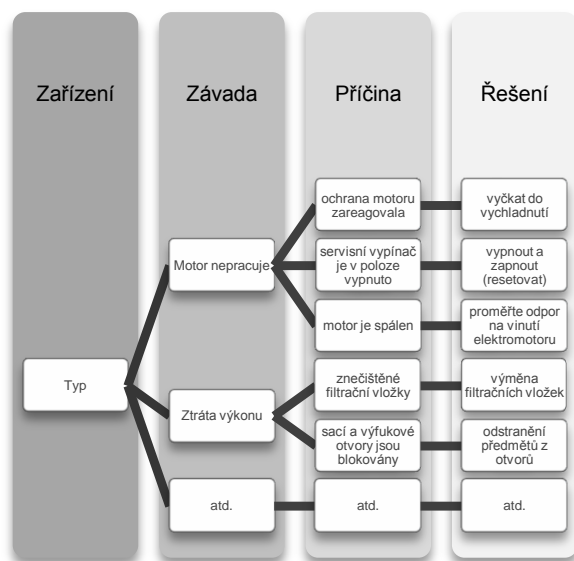 Zařízení
Závada
Příčina
Řešení
ochrana motoru
zareagovala
vyčkat do
vychladnutí
Motor nepracuje
servisní vypínač
je v poloze
vypnuto
vypnout a
zapnout
(resetovat)
motor je spálen
proměřte odpor
na vinutí
elektromotoru
Typ
Ztráta výkonu
znečištěné
filtrační vložky
výměna
filtračních vložek
sací a výfukové
otvory jsou
blokovány
odstranění
předmětů z
otvorů
atd.
atd.
atd.